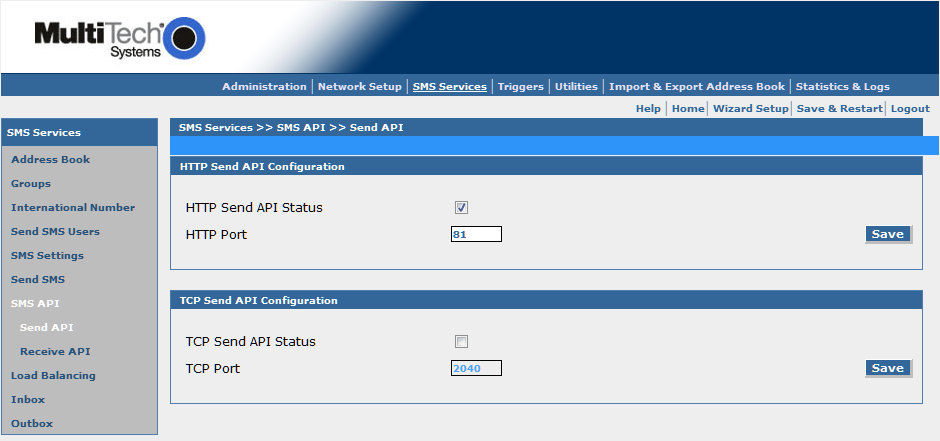 MultiTech
Systems
Administration | Network Setup | SMS Services | Triggers | Utilities | Import & Export Address Book | Statistics & Logs
Help | Home | Wizard Setup | Save & Restart | Logout
SMS Services
Address Book
Groups
International Number
Send SMS Users
SMS Settings
Send SMS
SMS API
Send API
Receive API
Load Balancing
Inbox
Outbox
SMS Services >> SMS API >> Send API
HTTP Send API Configuration
HTTP Send API Status
HTTP Port 81 Save
TCP Send API Configuration
TCP Send API Status
TCP Port 2040 Save